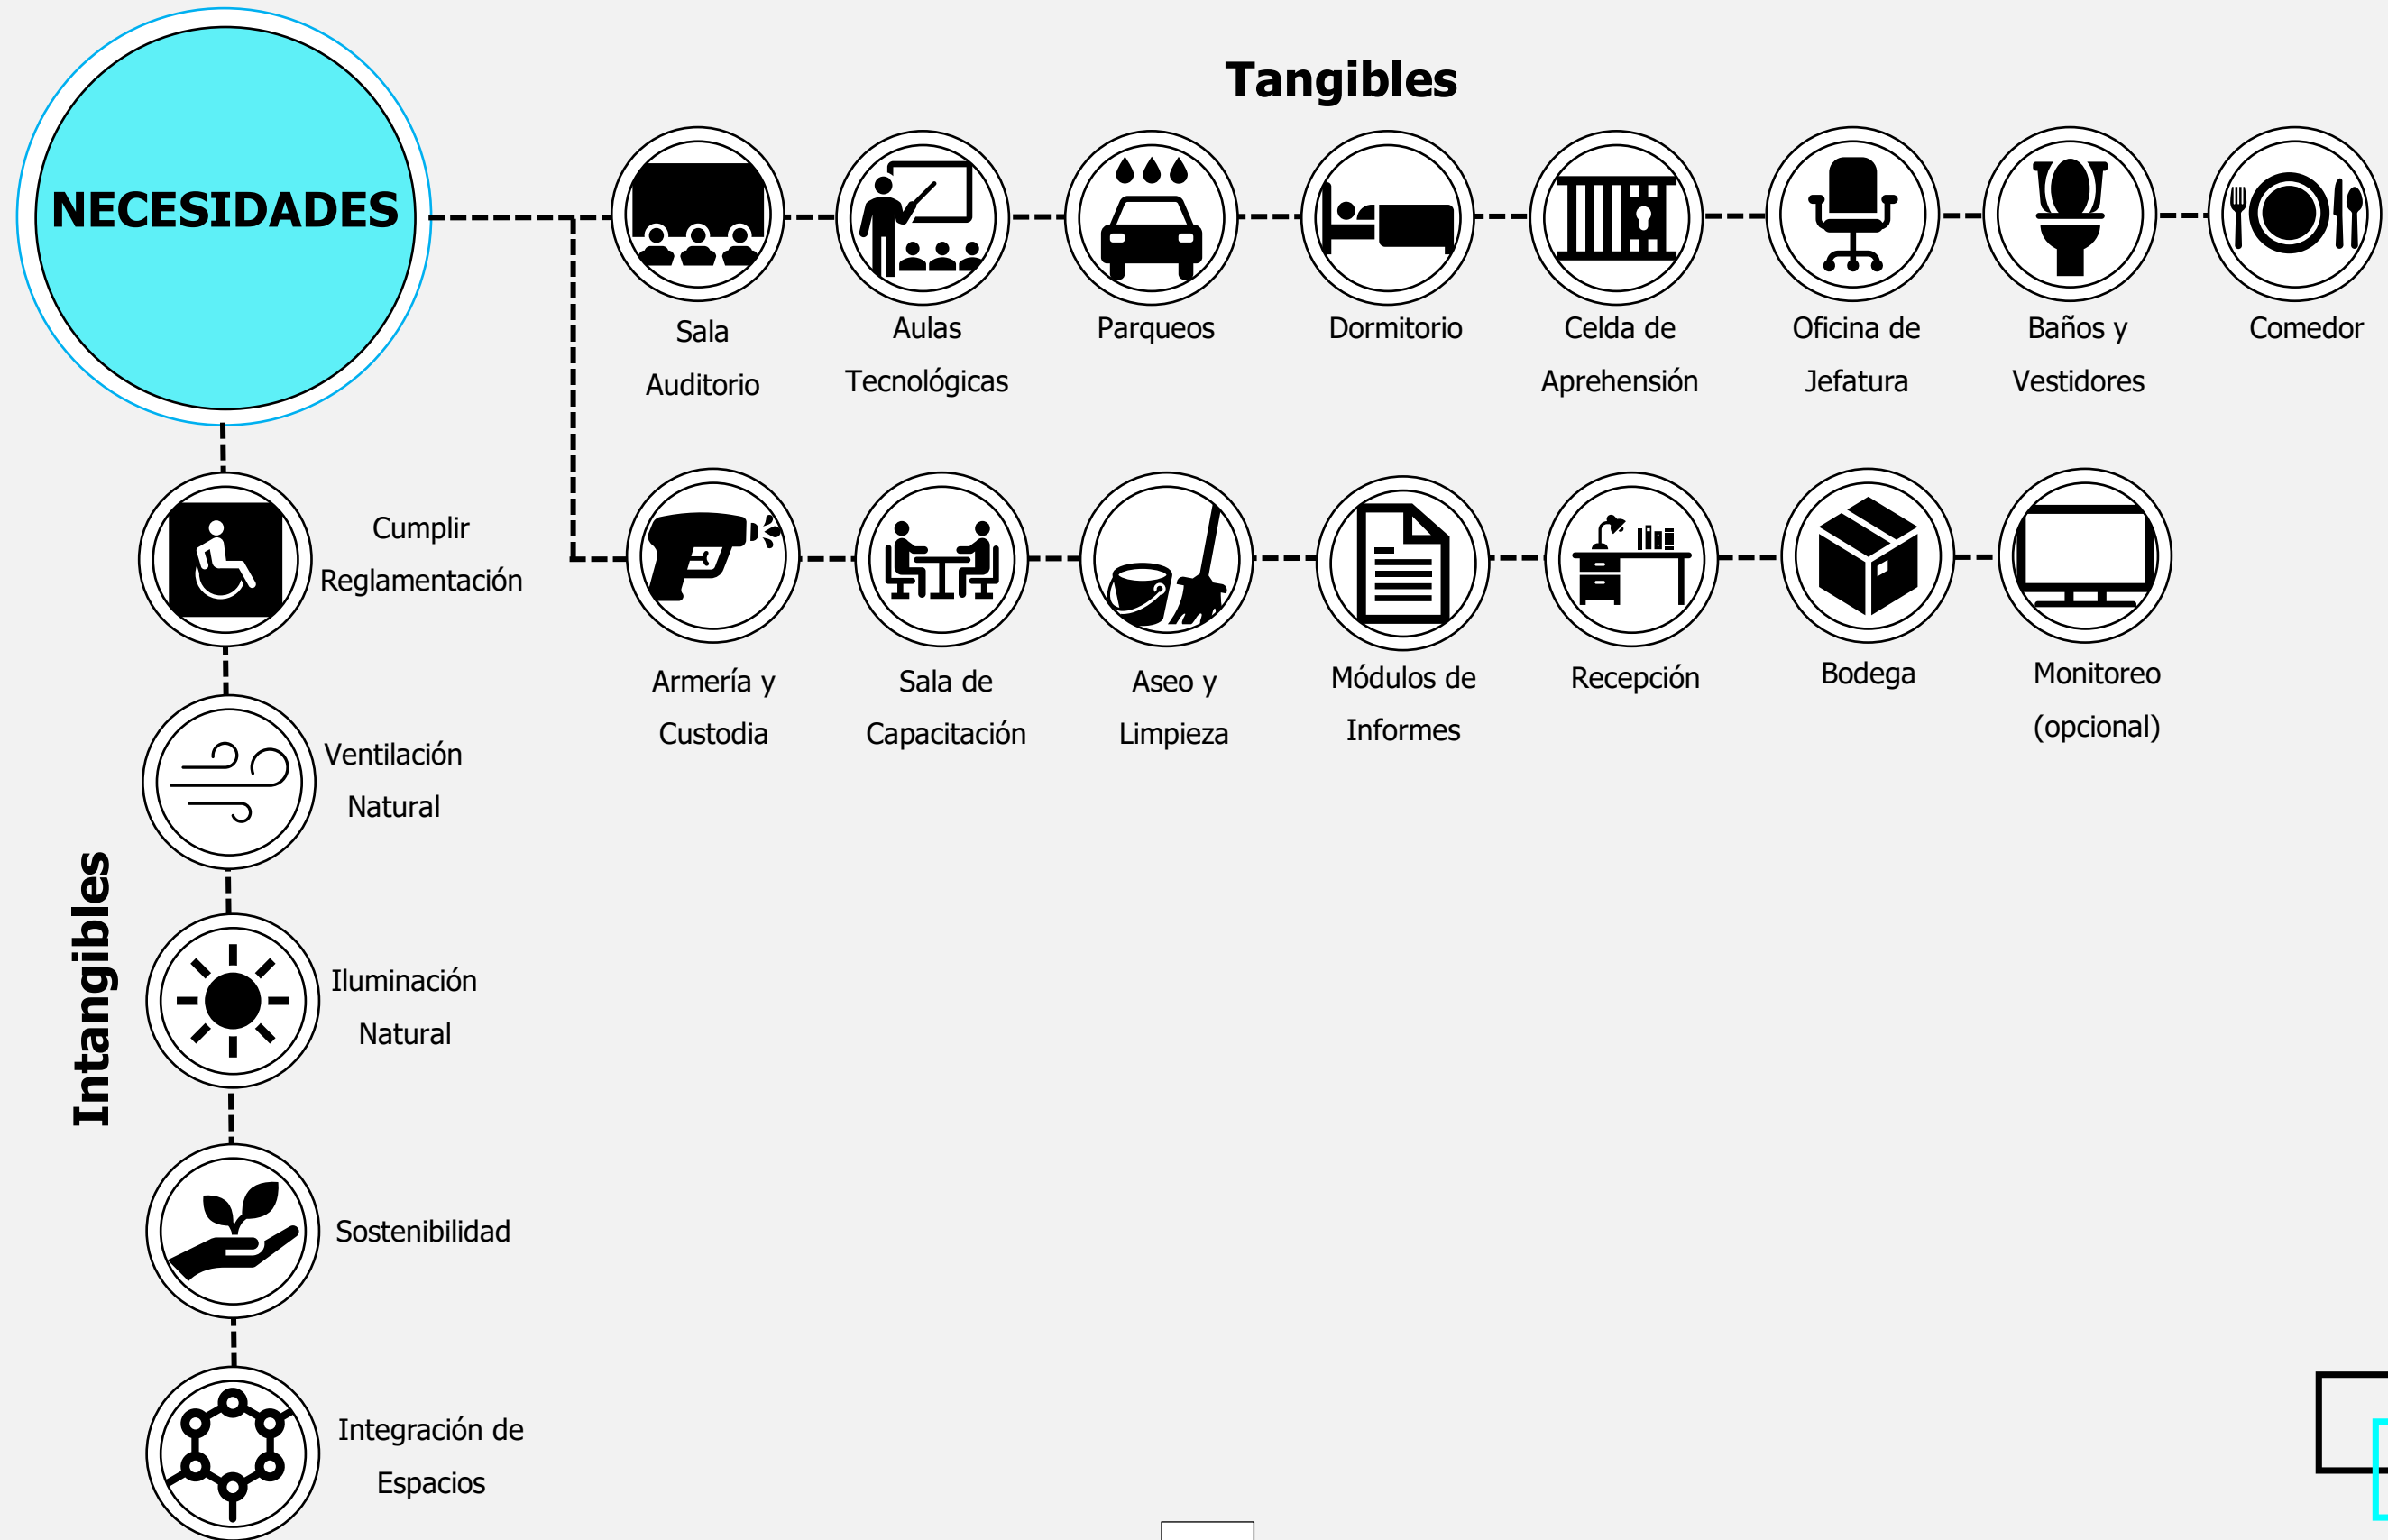 Tangibles
NECESIDADES
Sala
Auditorio
Aulas
Tecnológicas
Parqueos
Dormitorio
Celda de
Aprehensión
Oficina de
Jefatura
Baños y
Vestidores
Comedor
Armería y
Custodia
Sala de
Capacitación
Aseo y
Limpieza
Módulos de
Informes
Recepción
Bodega
Monitoreo
(opcional)
Intangibles
Cumplir
Reglamentación
Ventilación
Natural
Iluminación
Natural
Sostenibilidad
Integración de
Espacios